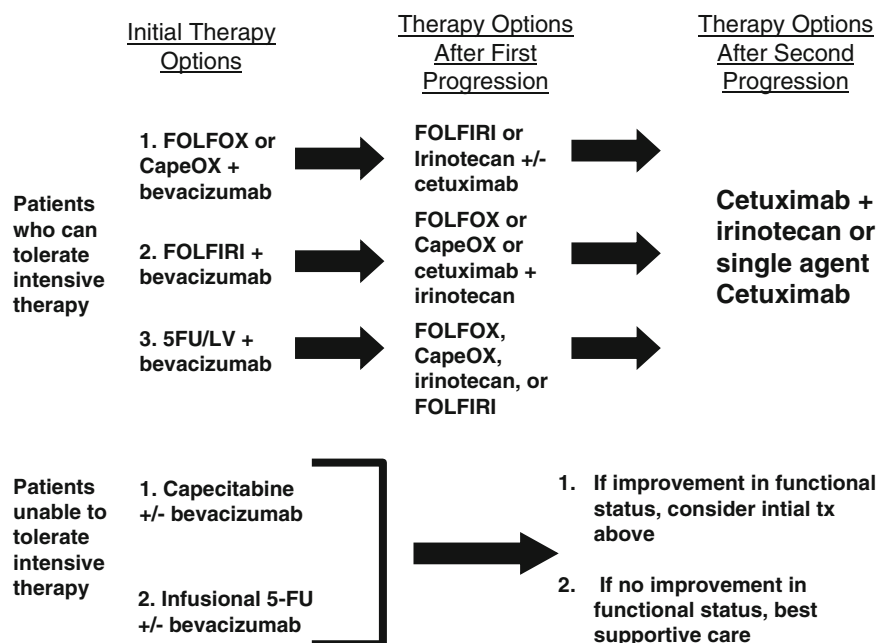 Initial Therapy
Options
Therapy Options
After First
Progression
Therapy Options
After Second
Progression
Patients
who can
tolerate
intensive
therapy
1. FOLFOX or
CapeOX +
bevacizumab
FOLFIRI or
Irinotecan +/-
cetuximab
2. FOLFIRI +
bevacizumab
FOLFOX or
CapeOX or
cetuximab +
irinotecan
3. 5FU/LV +
bevacizumab
FOLFOX,
CapeOX,
irinotecan, or
FOLFIRI
Cetuximab +
irinotecan or
single agent
Cetuximab
Patients
unable to
tolerate
intensive
therapy
1. Capecitabine
+/- bevacizumab
2. Infusional 5-FU
+/- bevacizumab
1. If improvement in functional
status, consider intial tx
above
2. If no improvement in
functional status, best
supportive care